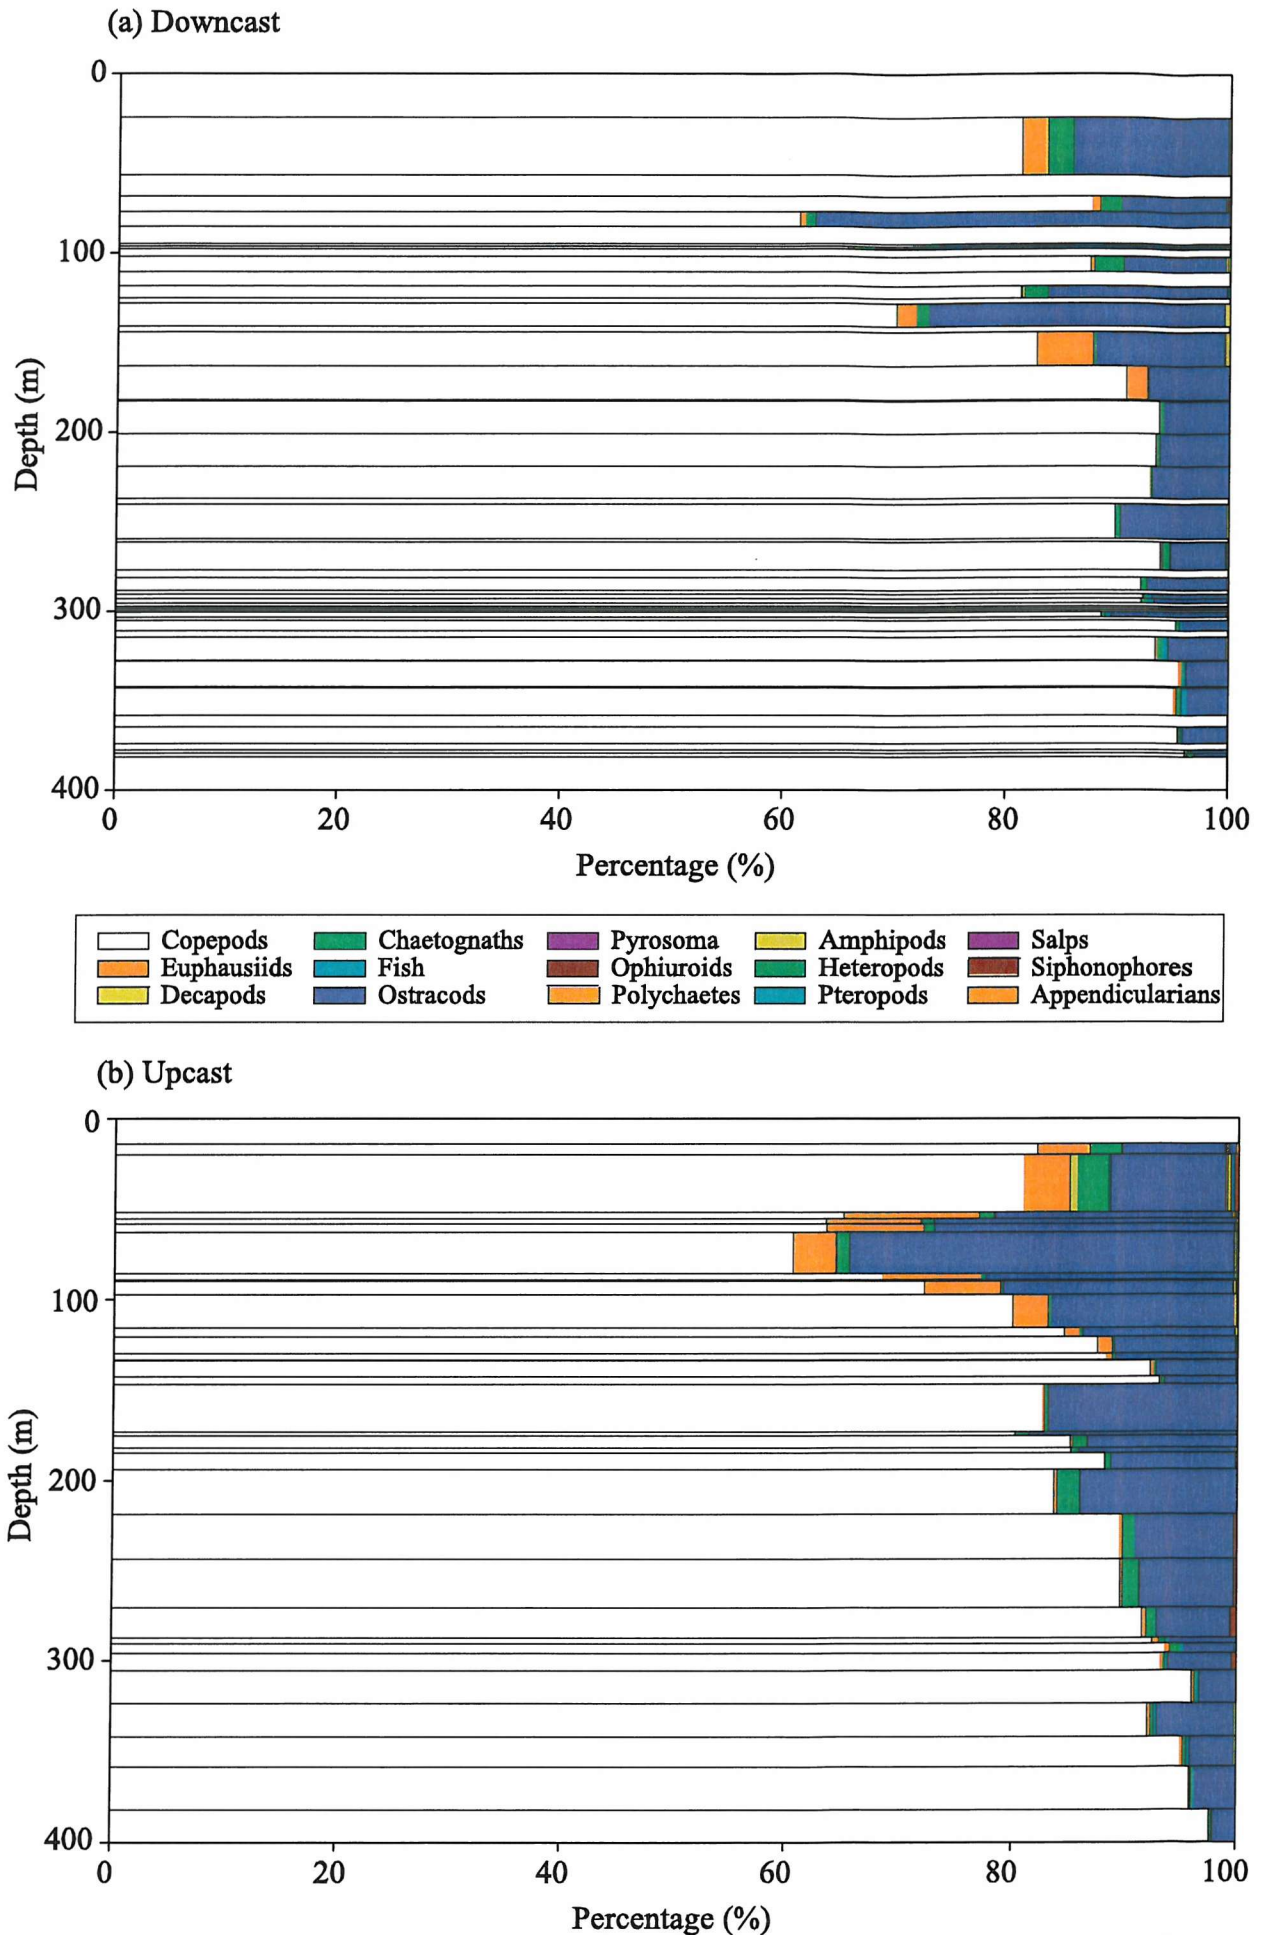 (a) Downcast
0
100
200
300
400
Depth (m)
0 20 40 60 80 100
Percentage (%)
Copepods Chaetognaths Pyrosoma Amphipods Salps
Euphausiids Fish Ophiuroids Heteropods Siphonophores
Decapods Ostracods Polychaetes Pteropods Appendicularians
(b) Upcast
0
100
200
300
400
Depth (m)
0 20 40 60 80 100
Percentage (%)